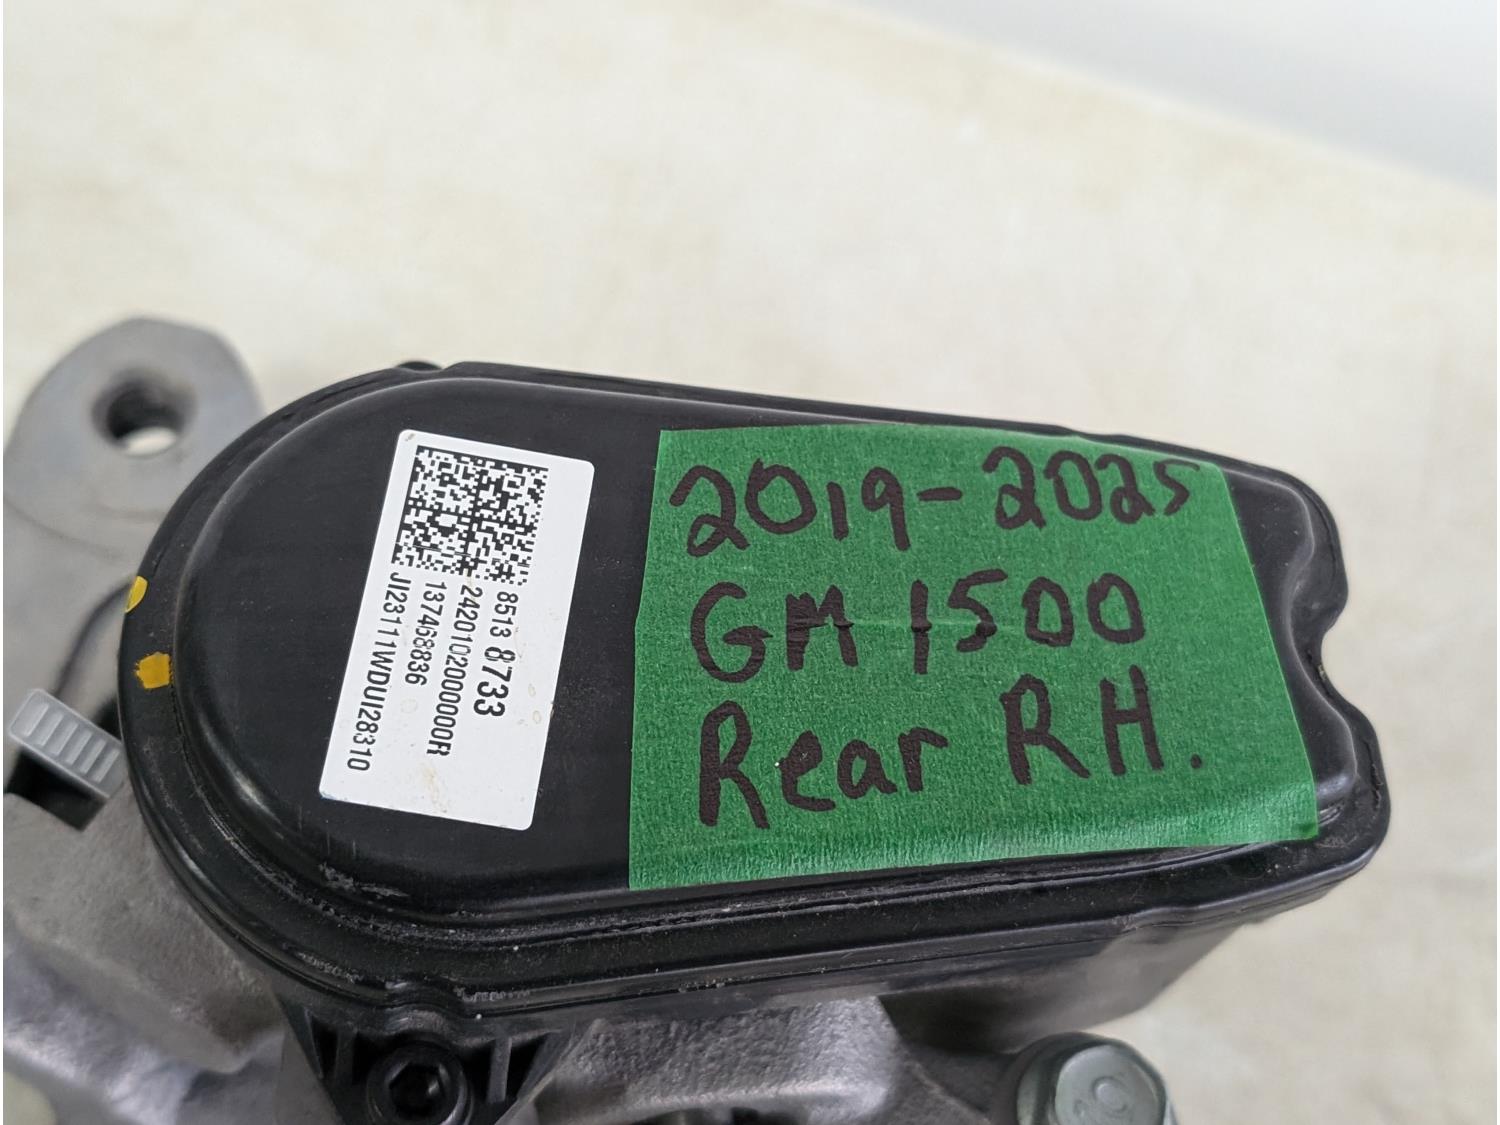 8513 8733
24201020000000R
137468836
JI23111WDUI28310
2019-2025
GM 1500
Rear RH.